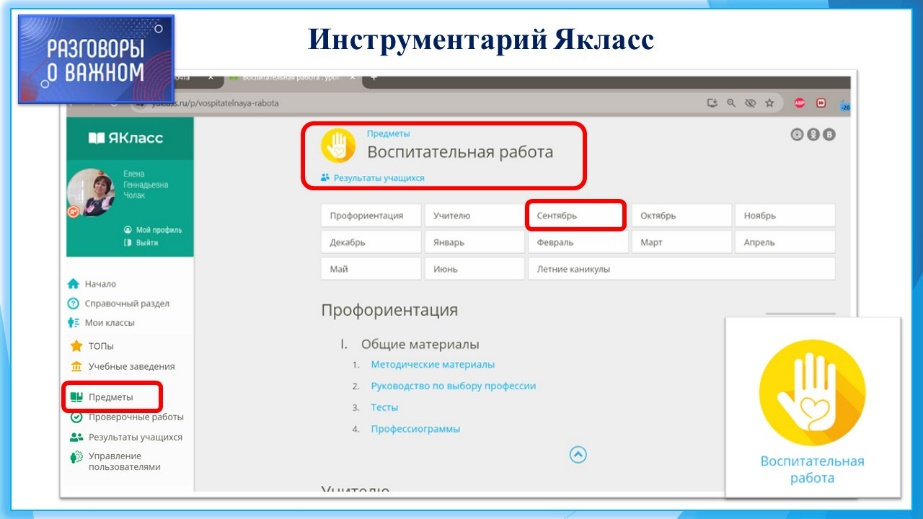 Инструментарий Якласс
РАЗГОВОРЫ
О ВАЖНОМ
Воспитательная работа : уро
/p/vospitatelnaya-rabota
ЯКласс
Елена
Геннадьевна
Чолак
Мой профиль
Выйти
Начало
Справочный раздел
Мои классы
ТОПы
Учебные заведения
Предметы
Проверочные работы
Результаты учащихся
Управление
пользователями
Предметы
Воспитательная работа
Результаты учащихся
Профориентация Учителю Сентябрь Октябрь Ноябрь
Декабрь Январь Февраль Март Апрель
Май Июнь Летние каникулы
Профориентация
I. Общие материалы
1. Методические материалы
2. Руководство по выбору профессии
3. Тесты
4. Профессиограммы
Учителю
Воспитательная
работа